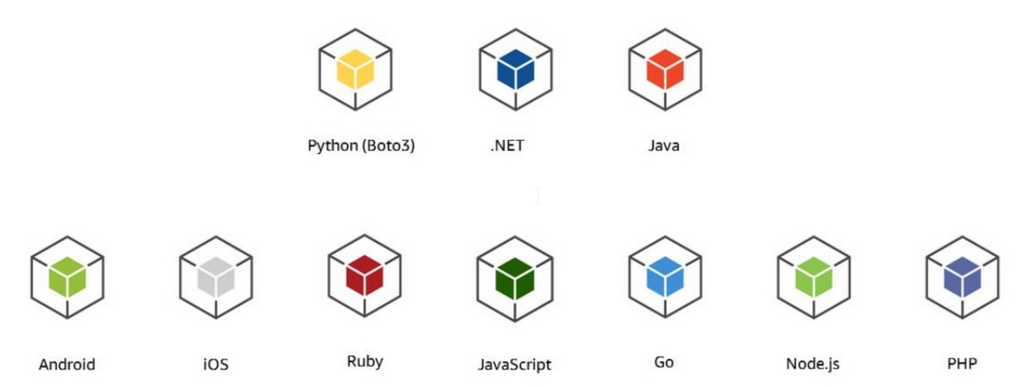 Python (Boto3)
.NET
Java
Android
iOS
Ruby
JavaScript
Go
Node.js
PHP